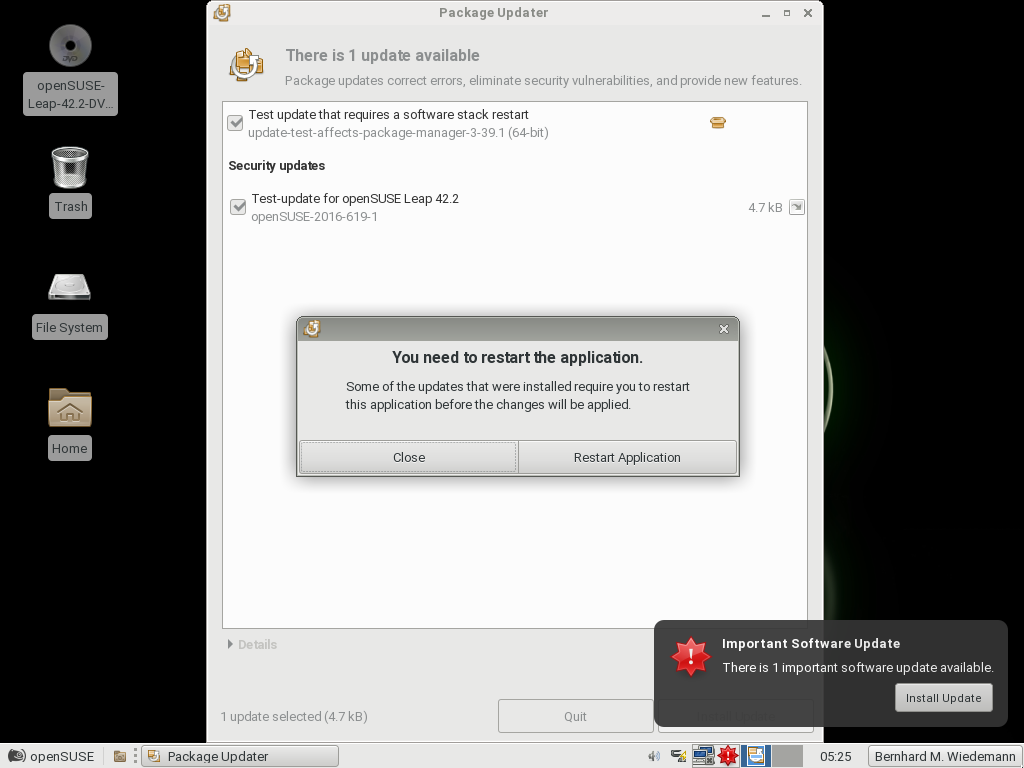 Package Updater
There is 1 update available
Package updates correct errors, eliminate security vulnerabilities, and provide new features.
DVD
openSUSE-
Leap-42.2-DV...
Trash
File System
Home
Test update that requires a software stack restart
update-test-affects-package-manager-3-39.1 (64-bit)
Security updates
Test-update for openSUSE Leap 42.2
openSUSE-2016-619-1
4.7 kB
You need to restart the application.
Some of the updates that were installed require you to restart
this application before the changes will be applied.
Close
Restart Application
Details
1 update selected (4.7 kB)
Quit
Important Software Update
There is 1 important software update available.
Install Update
openSUSE
Package Updater
05:25
Bernhard M. Wiedemann